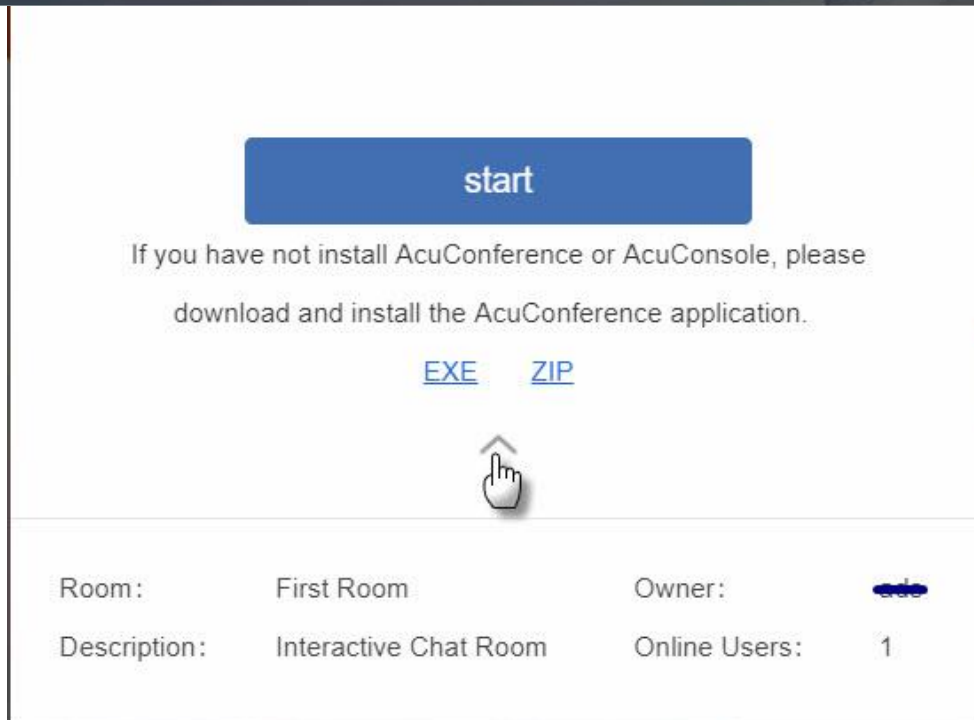 start
If you have not install AcuConference or AcuConsole, please
download and install the AcuConference application.
EXE ZIP
Room: First Room Owner:
Description: Interactive Chat Room Online Users: 1